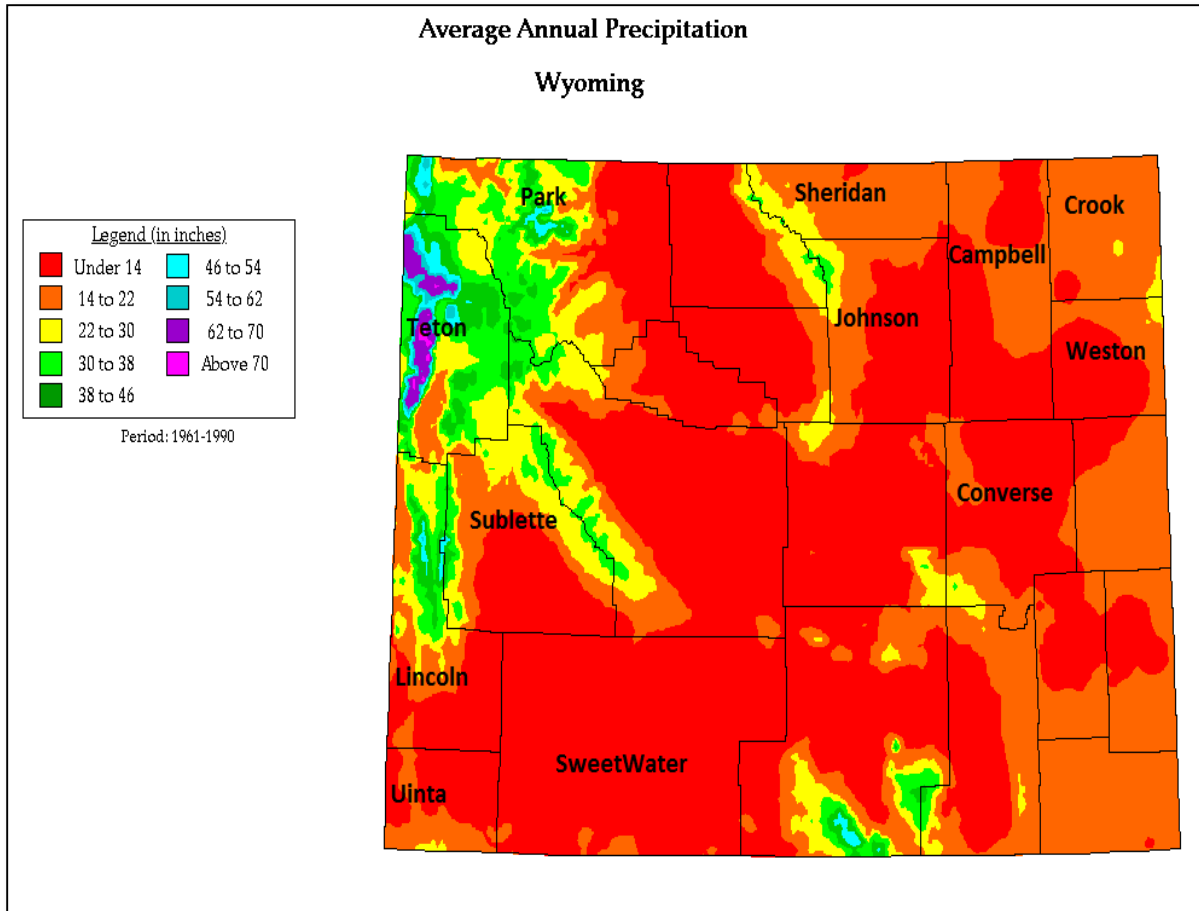 Average Annual Precipitation
Wyoming
Legend (in inches)
Under 14
14 to 22
22 to 30
30 to 38
38 to 46
46 to 54
54 to 62
62 to 70
Above 70
Period: 1961-1990
Park
Sheridan
Crook
Campbell
Teton
Johnson
Weston
Sublette
Converse
Lincoln
SweetWater
Uinta